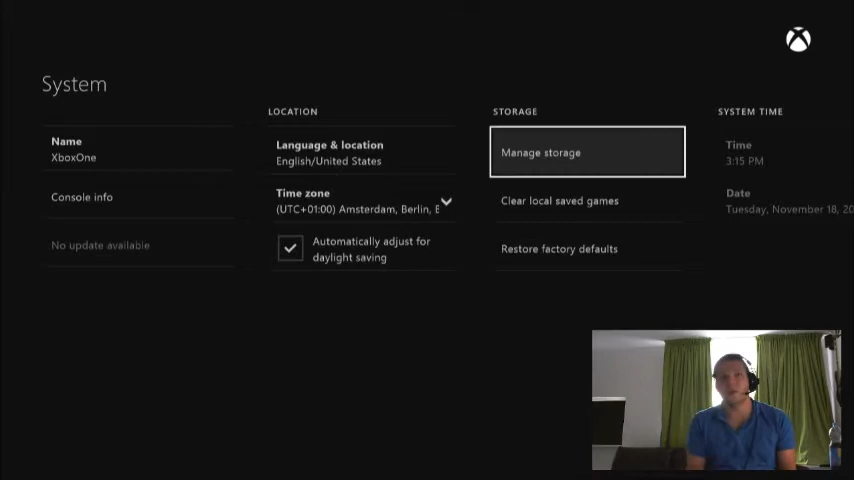 System
Name
XboxOne
Console info
No update available
LOCATION
Language & location
English/United States
Time zone
(UTC+01:00) Amsterdam, Berlin, B
Automatically adjust for
daylight saving
STORAGE
Manage storage
Clear local saved games
Restore factory defaults
SYSTEM TIME
Time
3:15 PM
Date
Tuesday, November 18, 20